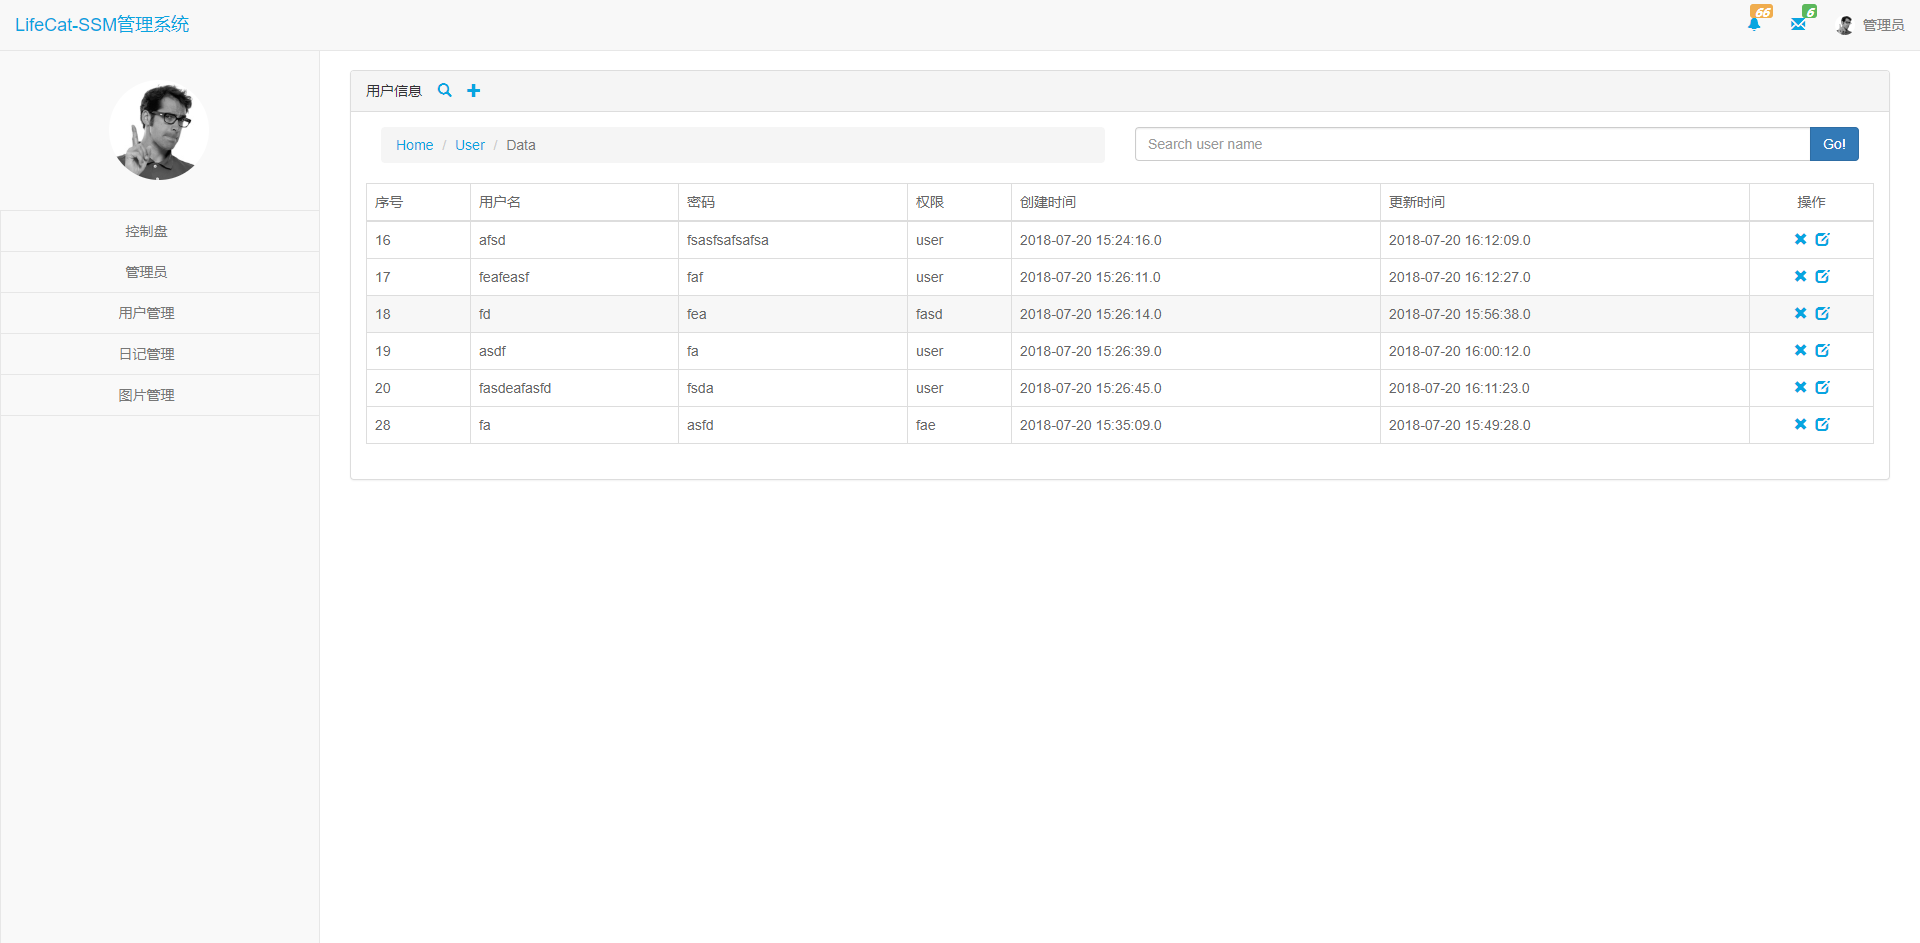 LifeCat-SSM管理系统
66
6
管理员
控制盘
管理员
用户管理
日记管理
图片管理
用户信息
Home / User / Data
Search user name Go!
序号 用户名 密码 权限 创建时间 更新时间 操作
16 afsd fsasfsafsafsa user 2018-07-20 15:24:16.0 2018-07-20 16:12:09.0
17 feafeasf faf user 2018-07-20 15:26:11.0 2018-07-20 16:12:27.0
18 fd fea fasd 2018-07-20 15:26:14.0 2018-07-20 15:56:38.0
19 asdf fa user 2018-07-20 15:26:39.0 2018-07-20 16:00:12.0
20 fasdeafasfd fsda user 2018-07-20 15:26:45.0 2018-07-20 16:11:23.0
28 fa asfd fae 2018-07-20 15:35:09.0 2018-07-20 15:49:28.0